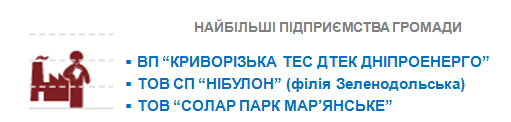 НАЙБІЛЬШІ ПІДПРИЄМСТВА ГРОМАДИ
▪ ВП “КРИВОРІЗЬКА ТЕС ДТЕК ДНІПРОЕНЕРГО”
▪ ТОВ СП “НІБУЛОН” (філія Зеленодольська)
▪ ТОВ “СОЛАР ПАРК МАР’ЯНСЬКЕ”